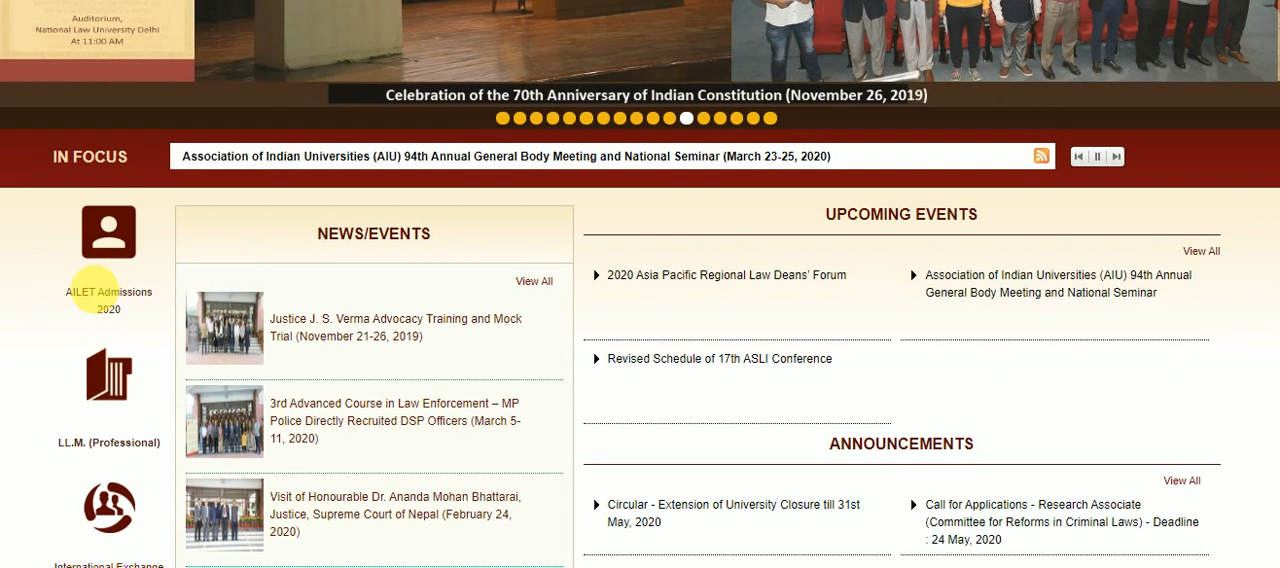 Auditorium,
National Law University Delhi
At 11:00 AM
Celebration of the 70th Anniversary of Indian Constitution (November 26, 2019)
IN FOCUS
Association of Indian Universities (AIU) 94th Annual General Body Meeting and National Seminar (March 23-25, 2020)
AILET Admissions
2020
LL.M. (Professional)
International Exchange
NEWS/EVENTS
View All
Justice J. S. Verma Advocacy Training and Mock
Trial (November 21-26, 2019)
3rd Advanced Course in Law Enforcement – MP
Police Directly Recruited DSP Officers (March 5-
11, 2020)
Visit of Honourable Dr. Ananda Mohan Bhattarai,
Justice, Supreme Court of Nepal (February 24,
2020)
UPCOMING EVENTS
View All
2020 Asia Pacific Regional Law Deans’ Forum
Association of Indian Universities (AIU) 94th Annual
General Body Meeting and National Seminar
Revised Schedule of 17th ASLI Conference
ANNOUNCEMENTS
View All
Circular - Extension of University Closure till 31st
May, 2020
Call for Applications - Research Associate
(Committee for Reforms in Criminal Laws) - Deadline
: 24 May, 2020